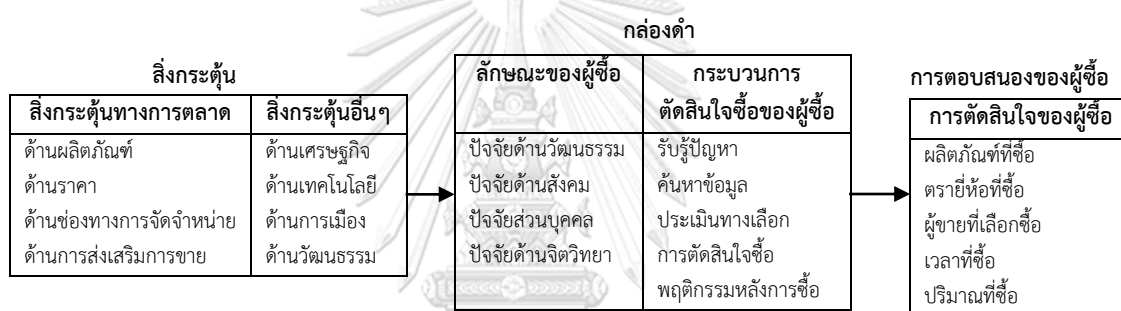 กล่องดำ
สิ่งกระตุ้น
สิ่งกระตุ้นทางการตลาด
สิ่งกระตุ้นอื่นๆ
ด้านผลิตภัณฑ์
ด้านเศรษฐกิจ
ด้านราคา
ด้านเทคโนโลยี
ด้านช่องทางการจัดจำหน่าย
ด้านการเมือง
ด้านการส่งเสริมการขาย
ด้านวัฒนธรรม
ลักษณะของผู้ซื้อ
กระบวนการ
ตัดสินใจซื้อของผู้ซื้อ
ปัจจัยด้านวัฒนธรรม
รับรู้ปัญหา
ปัจจัยด้านสังคม
ค้นหาข้อมูล
ปัจจัยส่วนบุคคล
ประเมินทางเลือก
ปัจจัยด้านจิตวิทยา
การตัดสินใจซื้อ
พฤติกรรมหลังการซื้อ
การตอบสนองของผู้ซื้อ
การตัดสินใจของผู้ซื้อ
ผลิตภัณฑ์ที่ซื้อ
ตรายี่ห้อที่ซื้อ
ผู้ขายที่เลือกซื้อ
เวลาที่ซื้อ
ปริมาณที่ซื้อ